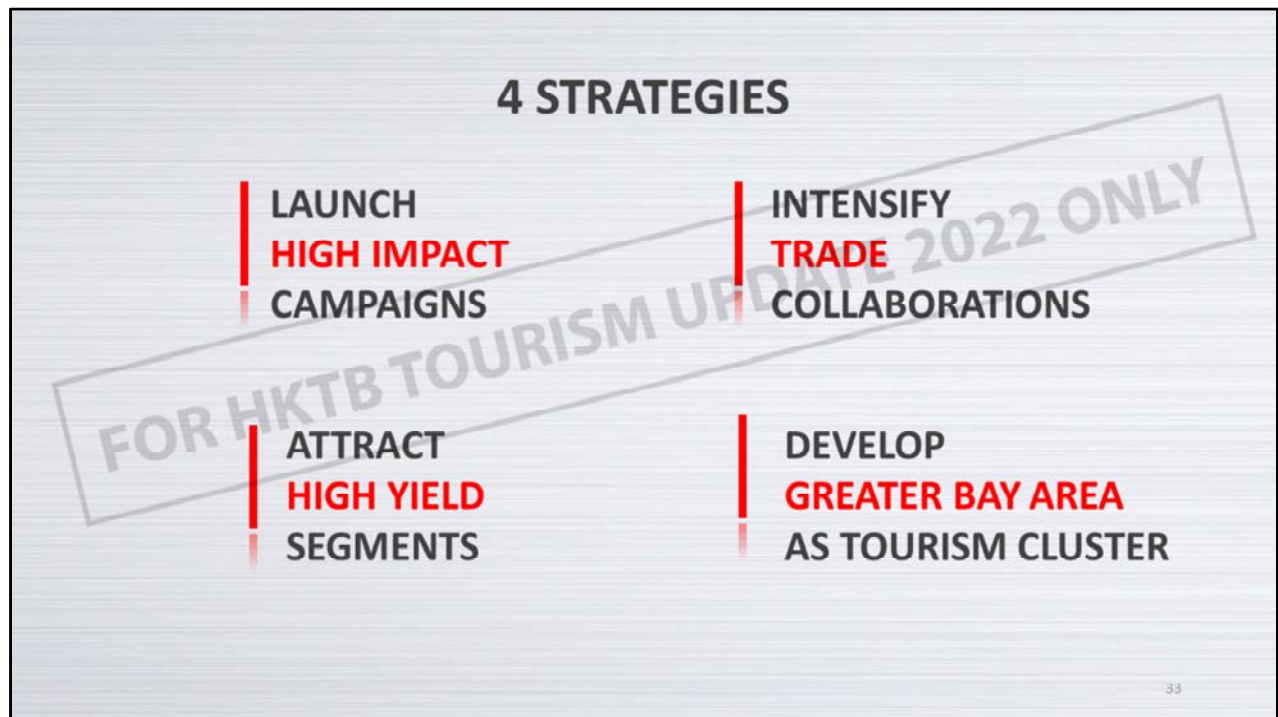 4 STRATEGIES
LAUNCH
HIGH IMPACT
CAMPAIGNS
INTENSIFY
TRADE
COLLABORATIONS
ATTRACT
HIGH YIELD
SEGMENTS
DEVELOP
GREATER BAY AREA
AS TOURISM CLUSTER
FOR HKTB TOURISM UPDATE 2022 ONLY
33